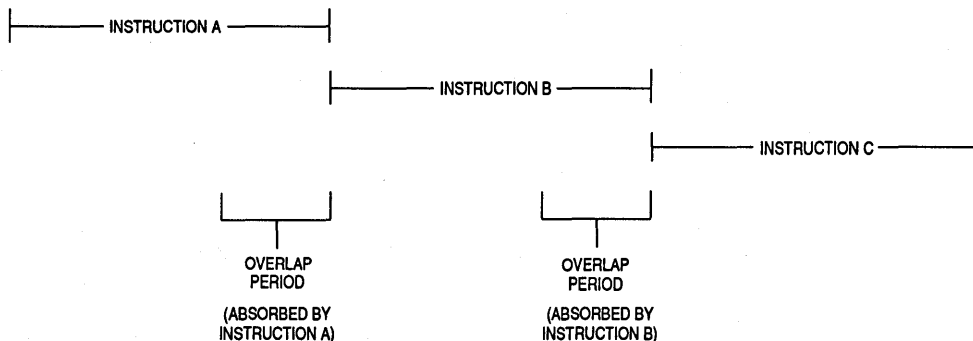 INSTRUCTION A
INSTRUCTION B
INSTRUCTION C
OVERLAP
PERIOD
(ABSORBED BY
INSTRUCTION A)
OVERLAP
PERIOD
(ABSORBED BY
INSTRUCTION B)